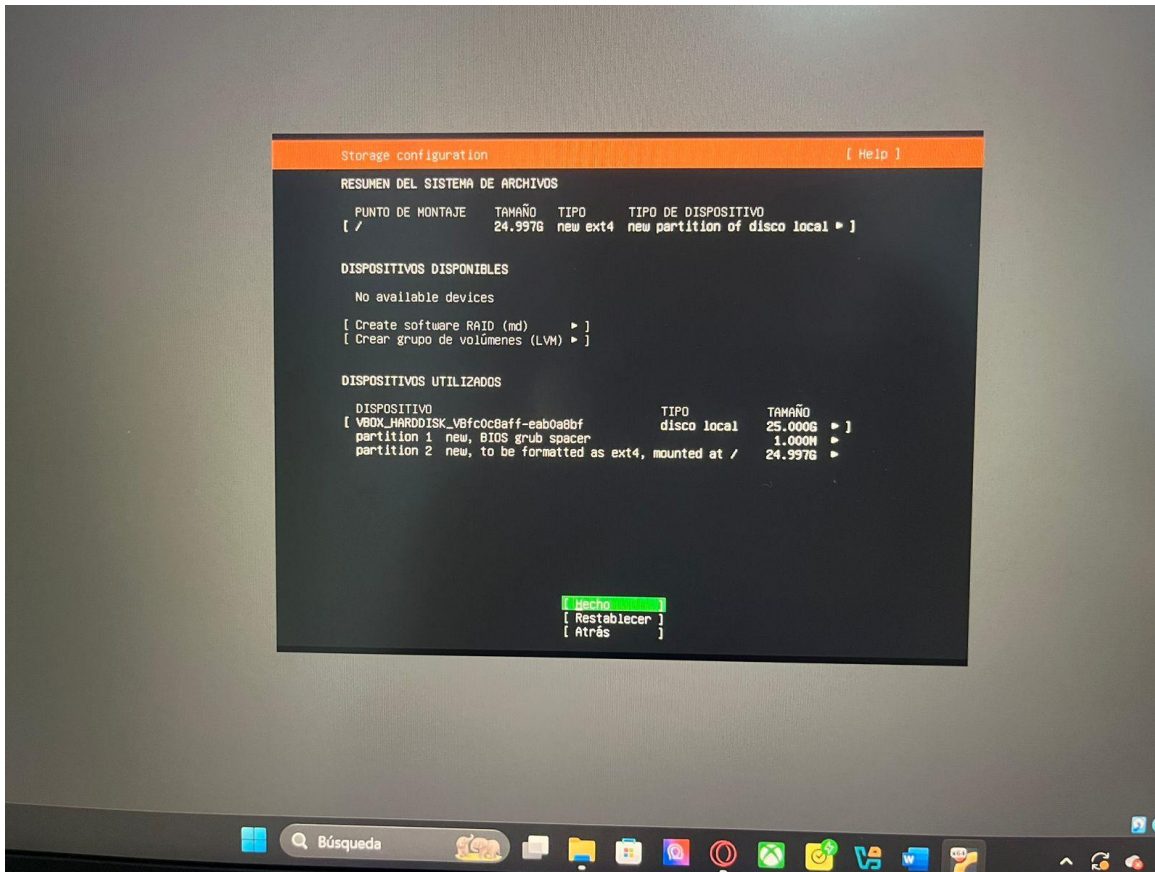 Storage configuration [ Help ]
RESUMEN DEL SISTEMA DE ARCHIVOS
PUNTO DE MONTAJE TAMAÑO TIPO TIPO DE DISPOSITIVO
[ / 24.997G new ext4 new partition of disco local ▸ ]
DISPOSITIVOS DISPONIBLES
No available devices
[ Create software RAID (md) ▸ ]
[ Crear grupo de volúmenes (LVM) ▸ ]
DISPOSITIVOS UTILIZADOS
DISPOSITIVO TIPO TAMAÑO
[ VBOX_HARDDISK_VBfc0c8aff-eab0a8bf disco local 25.000G ▸ ]
partition 1 new, BIOS grub spacer 1.000M ▸
partition 2 new, to be formatted as ext4, mounted at / 24.997G ▸
[ Hecho ]
[ Restablecer ]
[ Atrás ]
Búsqueda